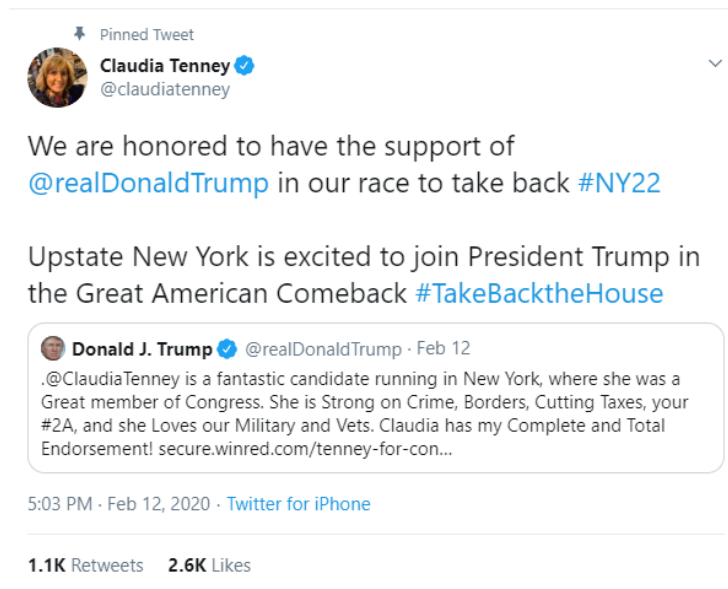 Pinned Tweet
Claudia Tenney
@claudiatenney
We are honored to have the support of
@realDonaldTrump in our race to take back #NY22
Upstate New York is excited to join President Trump in
the Great American Comeback #TakeBacktheHouse
Donald J. Trump @realDonaldTrump · Feb 12
.@ClaudiaTenney is a fantastic candidate running in New York, where she was a
Great member of Congress. She is Strong on Crime, Borders, Cutting Taxes, your
#2A, and she Loves our Military and Vets. Claudia has my Complete and Total
Endorsement! secure.winred.com/tenney-for-con...
5:03 PM · Feb 12, 2020 · Twitter for iPhone
1.1K Retweets 2.6K Likes